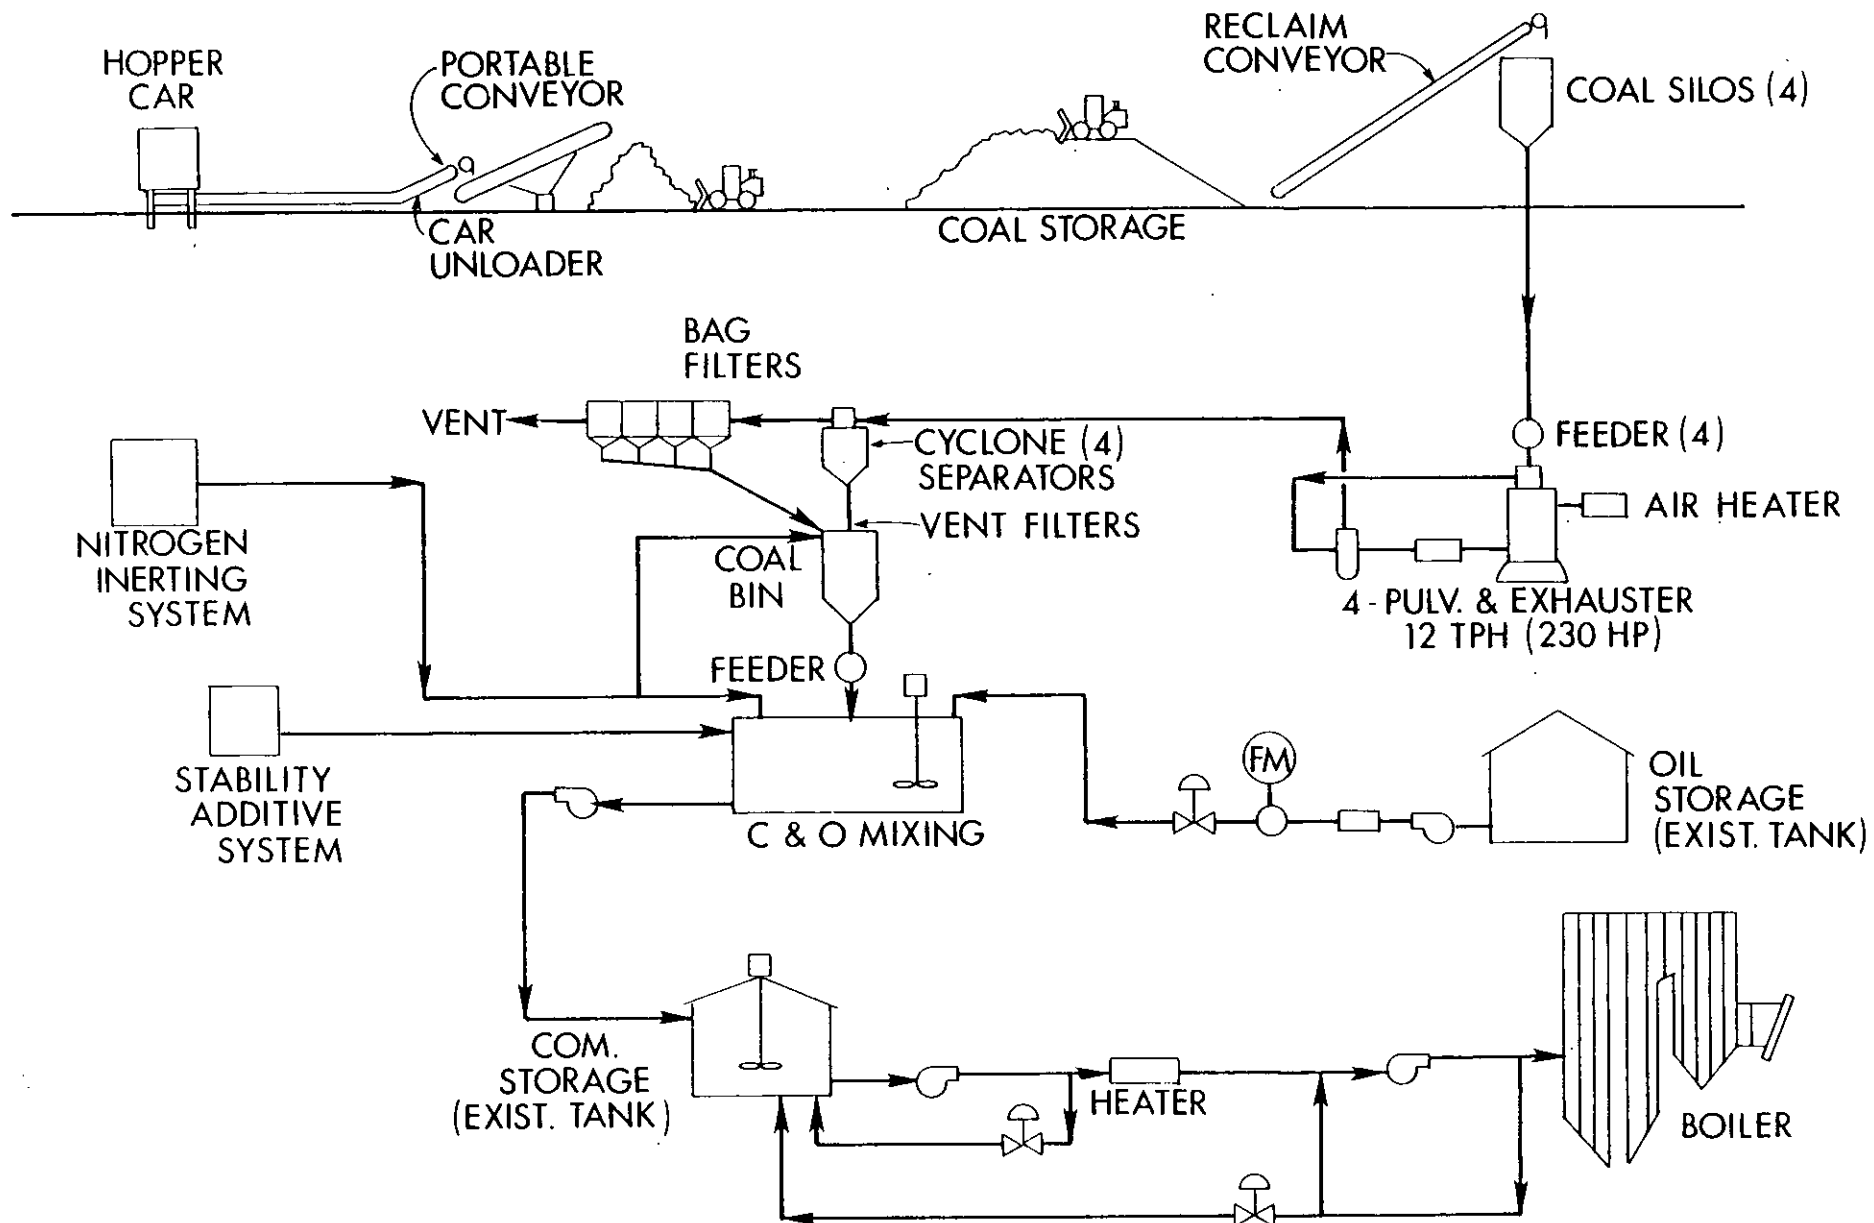 HOPPER
CAR
PORTABLE
CONVEYOR
CAR
UNLOADER
COAL STORAGE
RECLAIM
CONVEYOR
COAL SILOS (4)
BAG
FILTERS
VENT
CYCLONE (4)
SEPARATORS
VENT FILTERS
FEEDER (4)
AIR HEATER
4-PULV. & EXHAUSTER
12 TPH (230 HP)
NITROGEN
INERTING
SYSTEM
COAL
BIN
FEEDER
STABILITY
ADDITIVE
SYSTEM
C & O MIXING
FM
OIL
STORAGE
(EXIST. TANK)
COM.
STORAGE
(EXIST. TANK)
HEATER
BOILER